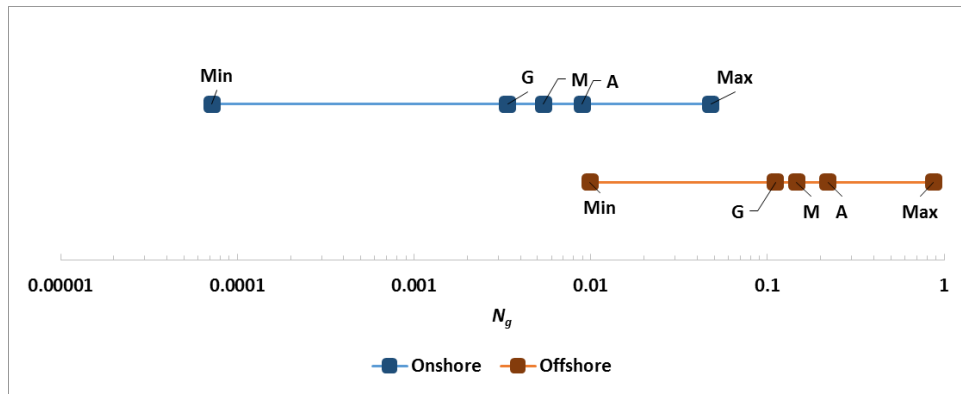 Min G M A Max
Min G M A Max
0.00001 0.0001 0.001 0.01 0.1 1
Ng
Onshore Offshore